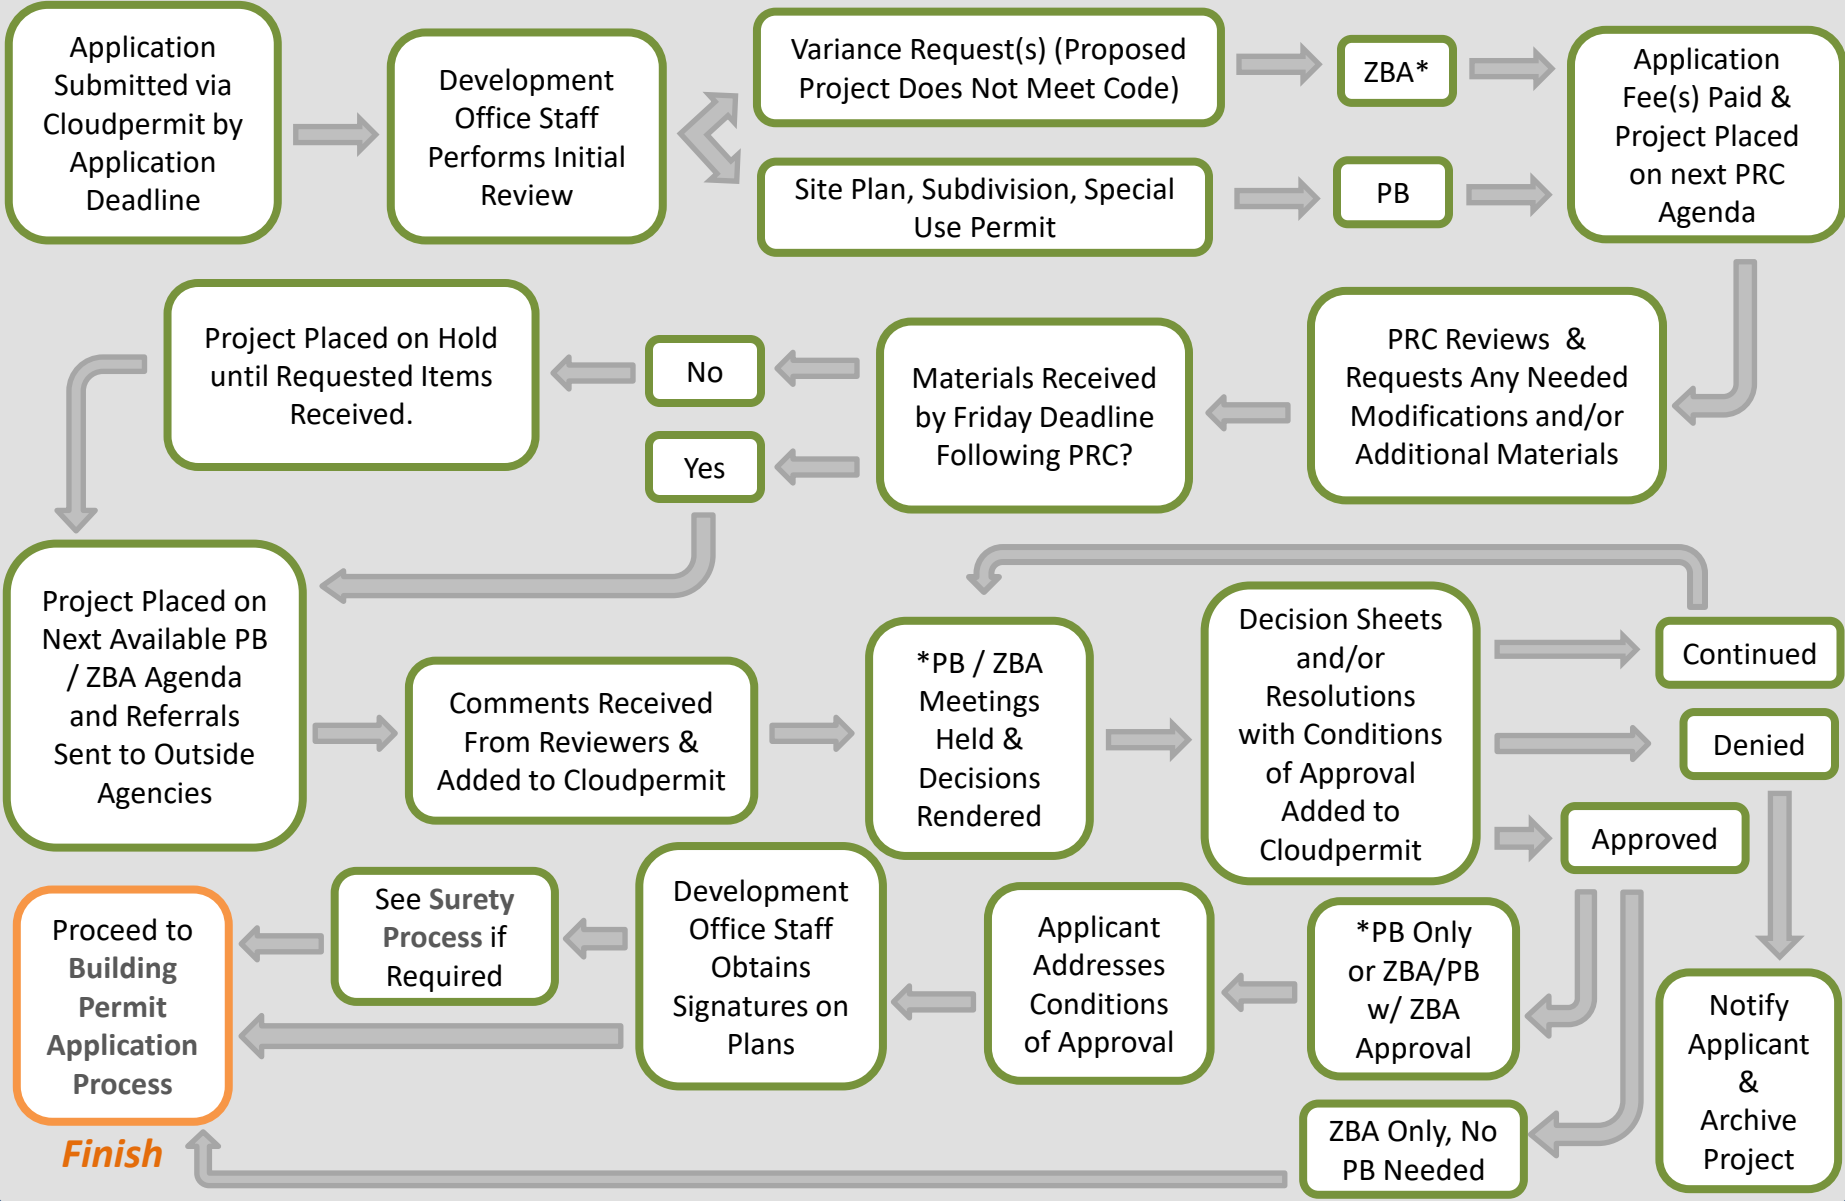 Application
Submitted via
Cloudpermit by
Application
Deadline
Development
Office Staff
Performs Initial
Review
Variance Request(s) (Proposed
Project Does Not Meet Code)
ZBA*
Site Plan, Subdivision, Special
Use Permit
PB
Application
Fee(s) Paid &
Project Placed
on next PRC
Agenda
PRC Reviews &
Requests Any Needed
Modifications and/or
Additional Materials
Materials Received
by Friday Deadline
Following PRC?
No
Yes
Project Placed on Hold
until Requested Items
Received.
Project Placed on
Next Available PB
/ ZBA Agenda
and Referrals
Sent to Outside
Agencies
Comments Received
From Reviewers &
Added to Cloudpermit
*PB / ZBA
Meetings
Held &
Decisions
Rendered
Decision Sheets
and/or
Resolutions
with Conditions
of Approval
Added to
Cloudpermit
Continued
Denied
Approved
Notify
Applicant
&
Archive
Project
*PB Only
or ZBA/PB
w/ ZBA
Approval
ZBA Only, No
PB Needed
Applicant
Addresses
Conditions
of Approval
Development
Office Staff
Obtains
Signatures on
Plans
See Surety
Process if
Required
Proceed to
Building
Permit
Application
Process
Finish